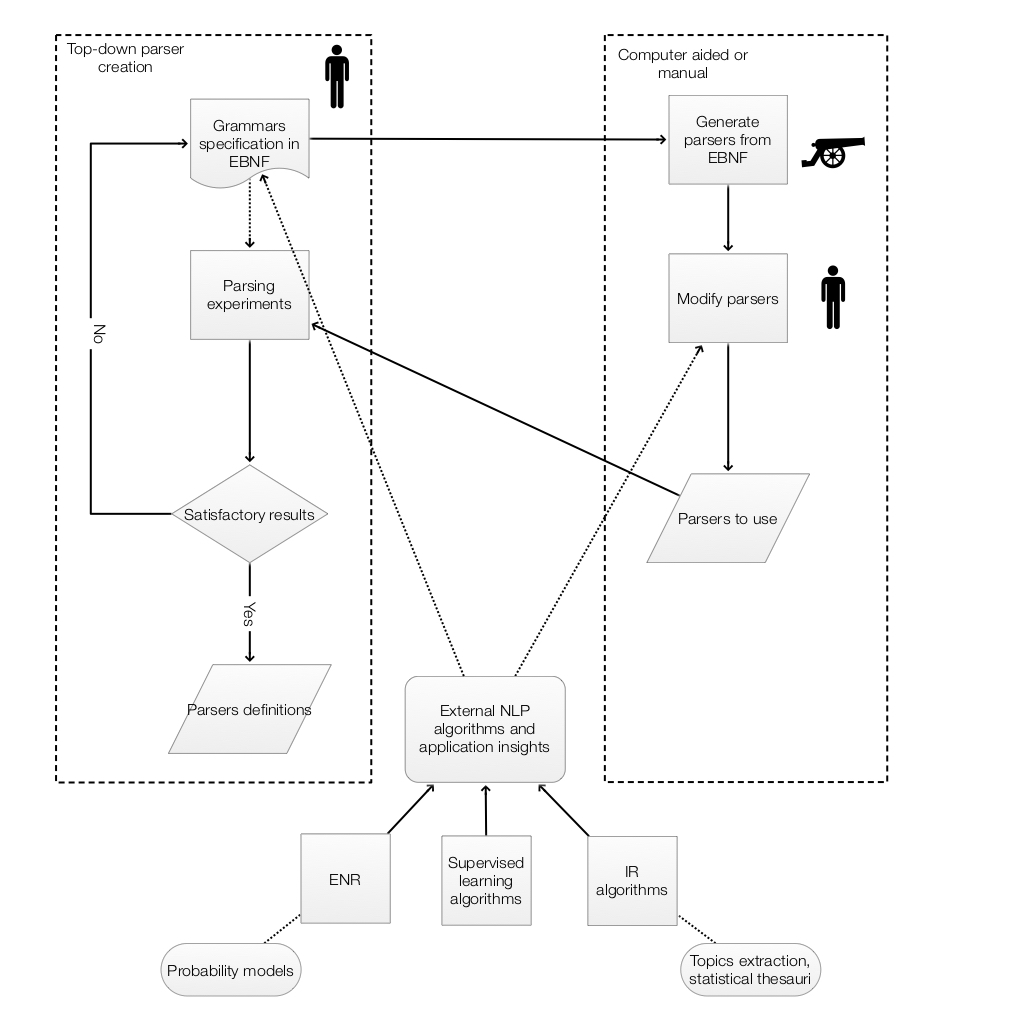 Top-down parser
creation
Grammars
specification in
EBNF
Parsing
experiments
No
Satisfactory results
Yes
Parsers definitions
Computer aided or
manual
Generate
parsers from
EBNF
Modify parsers
Parsers to use
External NLP
algorithms and
application insights
ENR
Supervised
learning
algorithms
IR
algorithms
Probability models
Topics extraction,
statistical thesauri